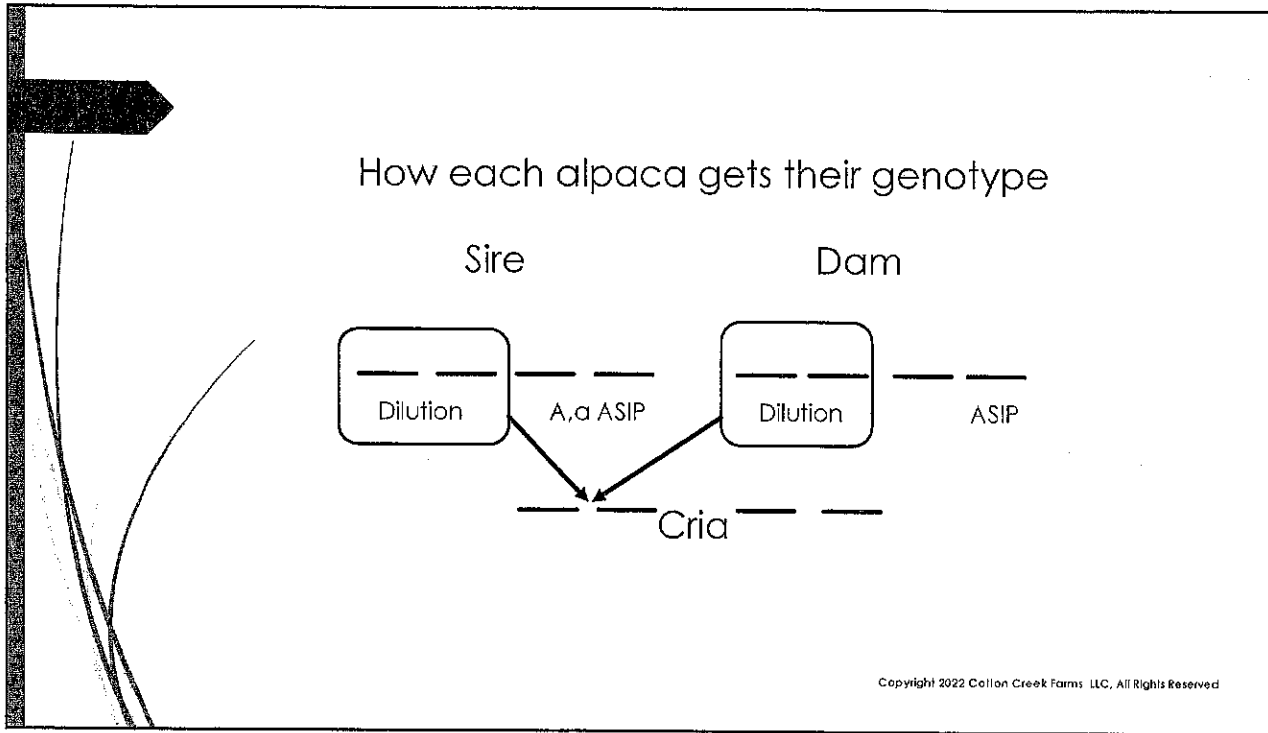 How each alpaca gets their genotype
Sire Dam
Dilution A,a ASIP Dilution ASIP
Cria
Copyright 2022 Cotton Creek Farms LLC, All Rights Reserved